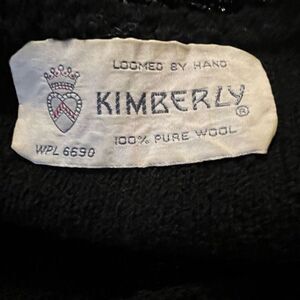 LOOMED BY HAND
KIMBERLY®
100% PURE WOOL
WPL 6690